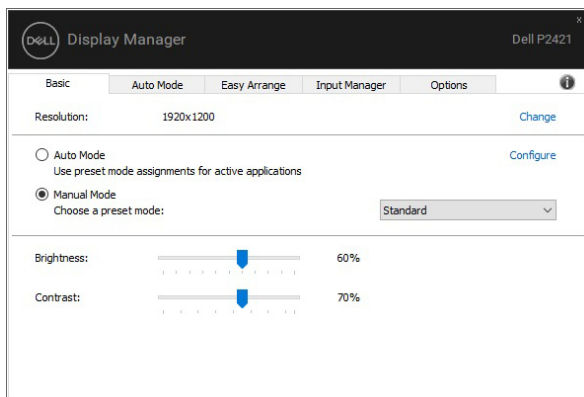 x
DELL Display Manager Dell P2421
Basic Auto Mode Easy Arrange Input Manager Options i
Resolution: 1920x1200 Change
Auto Mode Configure
Use preset mode assignments for active applications
Manual Mode
Choose a preset mode: Standard
Brightness: 60%
Contrast: 70%